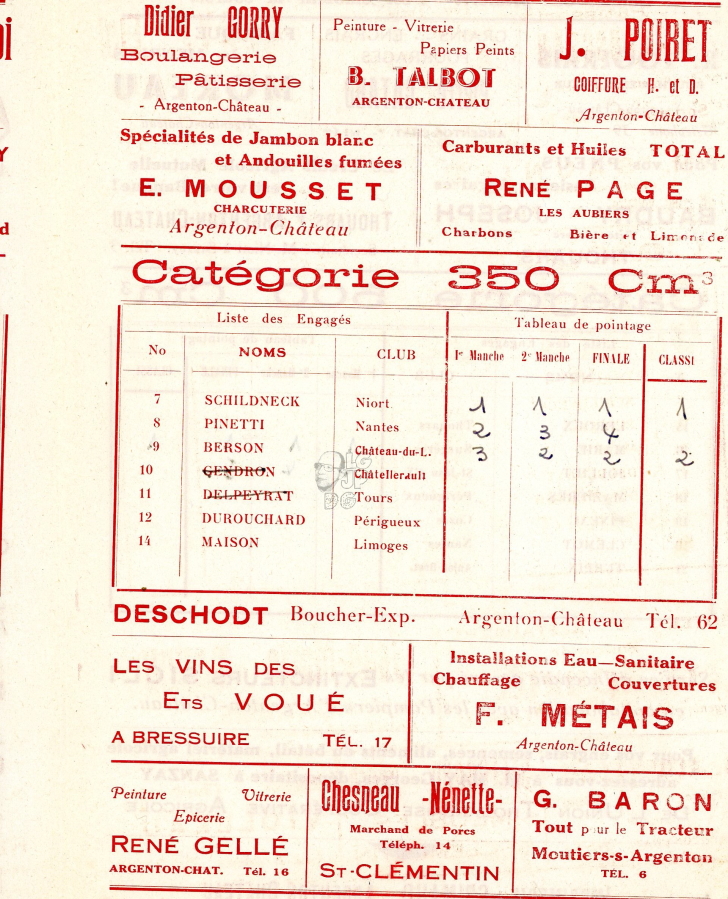 Didier GORRY
Boulangerie
Pâtisserie
- Argenton-Château -
Peinture - Vitrerie
Papiers Peints
B. TALBOT
ARGENTON-CHATEAU
J. POIRET
COIFFURE H. et D.
Argenton-Château
Spécialités de Jambon blanc
et Andouilles fumées
E. MOUSSET
CHARCUTERIE
Argenton-Château
Carburants et Huiles TOTAL
RENÉ PAGE
LES AUBIERS
Charbons Bière et Limonade
Catégorie 350 Cm3
Liste des Engagés Tableau de pointage
No NOMS CLUB 1e Manche 2e Manche FINALE CLASSt
7 SCHILDNECK Niort 1 1 1 1
8 PINETTI Nantes 2 3 4
9 BERSON Château-du-L. 3 2 2 2
10 GENDRON Châtellerault
11 DELPEYRAT Tours
12 DUROUCHARD Périgueux
14 MAISON Limoges
DESCHODT Boucher-Exp. Argenton-Château Tél. 62
LES VINS DES
Ets VOUÉ
A BRESSUIRE TÉL. 17
Installations Eau—Sanitaire
Chauffage Couvertures
F. MÉTAIS
Argenton-Château
Peinture Vitrerie
Epicerie
RENÉ GELLÉ
ARGENTON-CHAT. Tél. 16
Chesneau -Nénette-
Marchand de Porcs
Téléph. 14
ST-CLÉMENTIN
G. BARON
Tout pour le Tracteur
Moutiers-s-Argenton
TÉL. 6